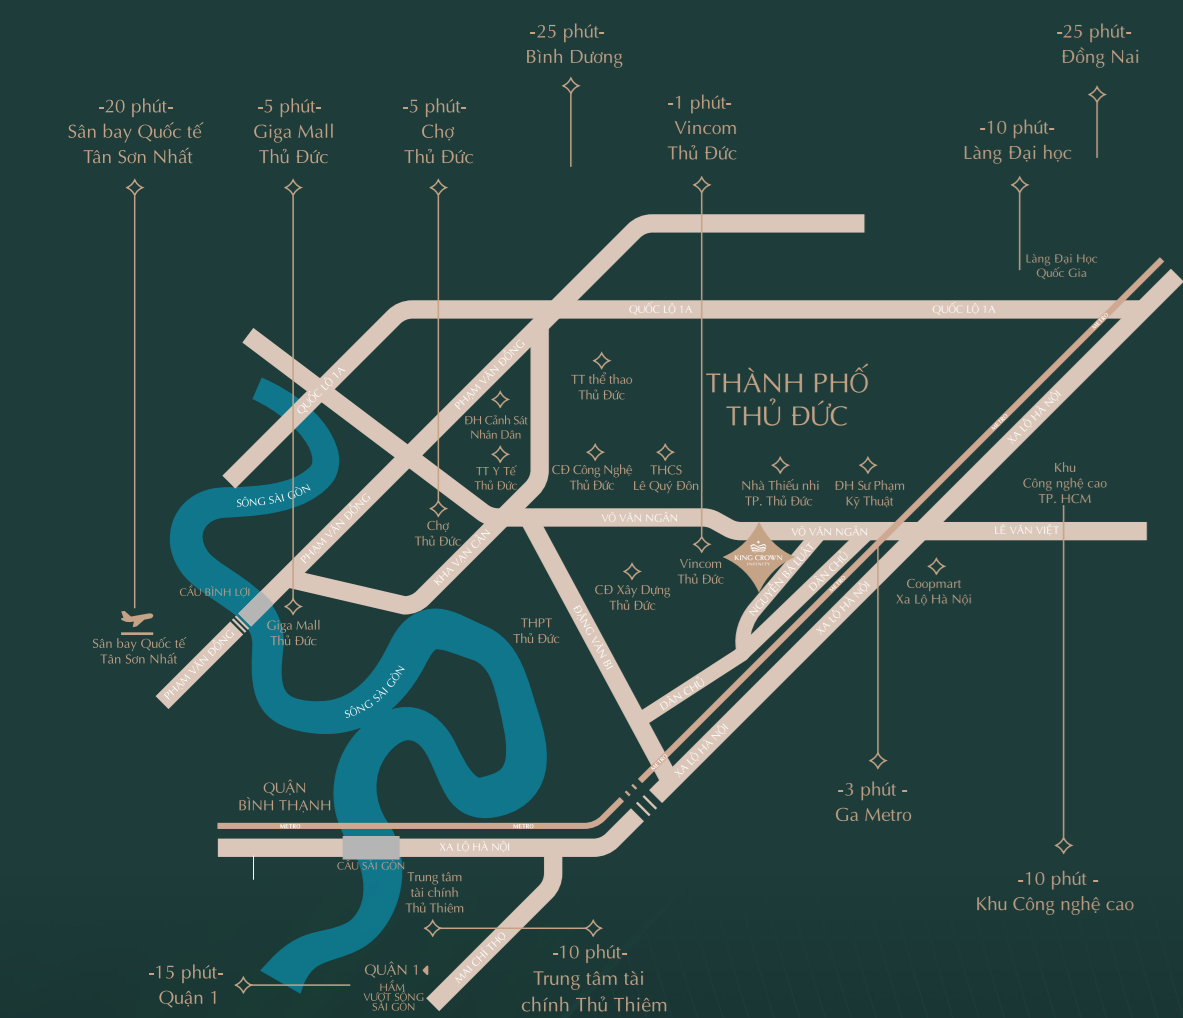 -25 phút-
Bình Dương
-25 phút-
Đồng Nai
-20 phút-
Sân bay Quốc tế
Tân Sơn Nhất
-5 phút-
Giga Mall
Thủ Đức
-5 phút-
Chợ
Thủ Đức
-1 phút-
Vincom
Thủ Đức
-10 phút-
Làng Đại học
Làng Đại Học
Quốc Gia
QUỐC LỘ 1A
QUỐC LỘ 1A
METRO
QUỐC LỘ 1A
PHẠM VĂN ĐỒNG
TT thể thao
Thủ Đức
THÀNH PHỐ
THỦ ĐỨC
ĐH Cảnh Sát
Nhân Dân
METRO
XA LỘ HÀ NỘI
TT Y Tế
Thủ Đức
CĐ Công Nghệ
Thủ Đức
THCS
Lê Quý Đôn
Nhà Thiếu nhi
TP. Thủ Đức
ĐH Sư Phạm
Kỹ Thuật
Khu
Công nghệ cao
TP. HCM
SÔNG SÀI GÒN
PHẠM VĂN ĐỒNG
Chợ
Thủ Đức
KHA VẠN CÂN
VÕ VĂN NGÂN
VÕ VĂN NGÂN
LÊ VĂN VIỆT
KING CROWN
INFINITY
Vincom
Thủ Đức
NGUYỄN BÁ LUẬT
DÂN CHỦ
METRO
XA LỘ HÀ NỘI
Coopmart
Xa Lộ Hà Nội
CĐ Xây Dựng
Thủ Đức
CẦU BÌNH LỢI
Giga Mall
Thủ Đức
THPT
Thủ Đức
ĐẶNG VĂN BI
Sân bay Quốc tế
Tân Sơn Nhất
PHẠM VĂN ĐỒNG
SÔNG SÀI GÒN
DÂN CHỦ
METRO
XA LỘ HÀ NỘI
-3 phút -
Ga Metro
QUẬN
BÌNH THẠNH
METRO
METRO
XA LỘ HÀ NỘI
CẦU SÀI GÒN
Trung tâm
tài chính
Thủ Thiêm
-10 phút -
Khu Công nghệ cao
MAI CHÍ THỌ
-10 phút-
Trung tâm tài
chính Thủ Thiêm
-15 phút-
Quận 1
QUẬN 1
HẦM
VƯỢT SÔNG
SÀI GÒN